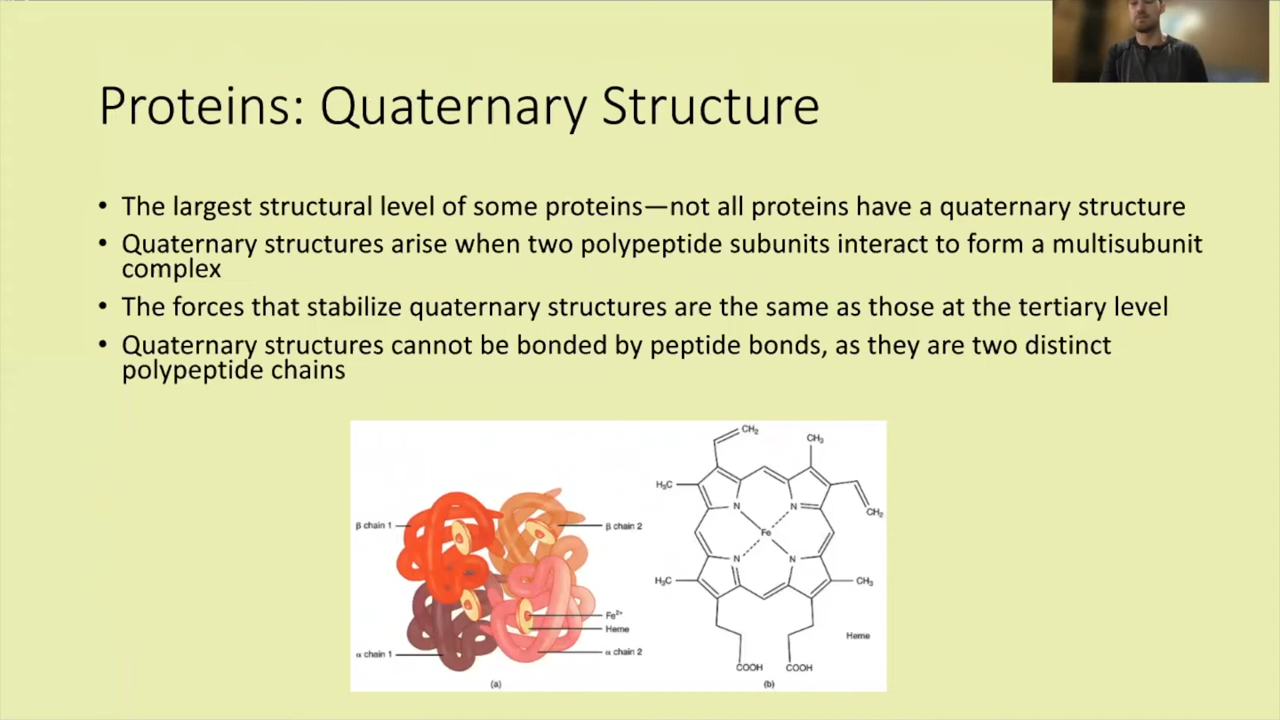 Proteins: Quaternary Structure
• The largest structural level of some proteins—not all proteins have a quaternary structure
• Quaternary structures arise when two polypeptide subunits interact to form a multisubunit
complex
• The forces that stabilize quaternary structures are the same as those at the tertiary level
• Quaternary structures cannot be bonded by peptide bonds, as they are two distinct
polypeptide chains
β chain 1
β chain 2
Fe²⁺
Heme
α chain 1
α chain 2
(a)
CH₂
CH₃
H₃C
CH₂
N
N
Fe
N
N
H₃C
CH₃
Heme
COOH
COOH
(b)